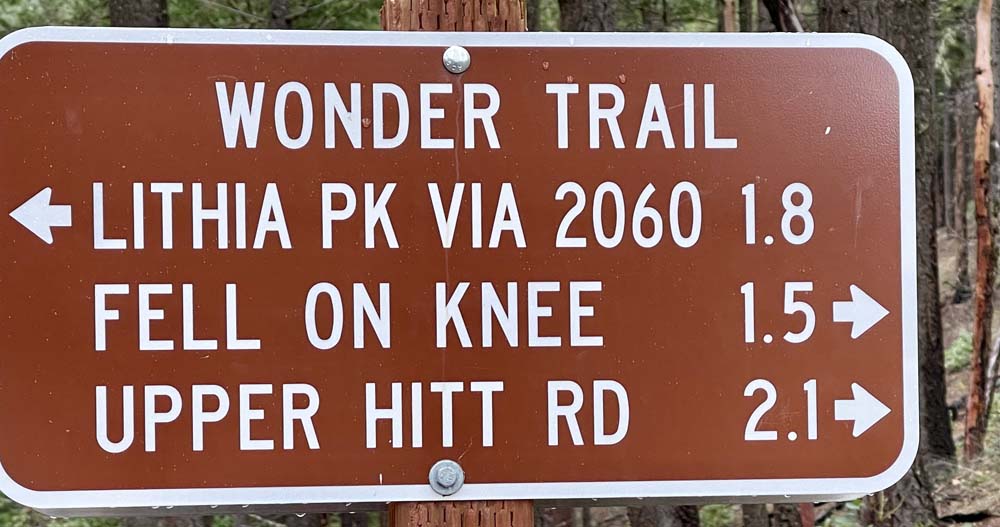 WONDER TRAIL
LITHIA PK VIA 2060 1.8
FELL ON KNEE 1.5
UPPER HITT RD 2.1